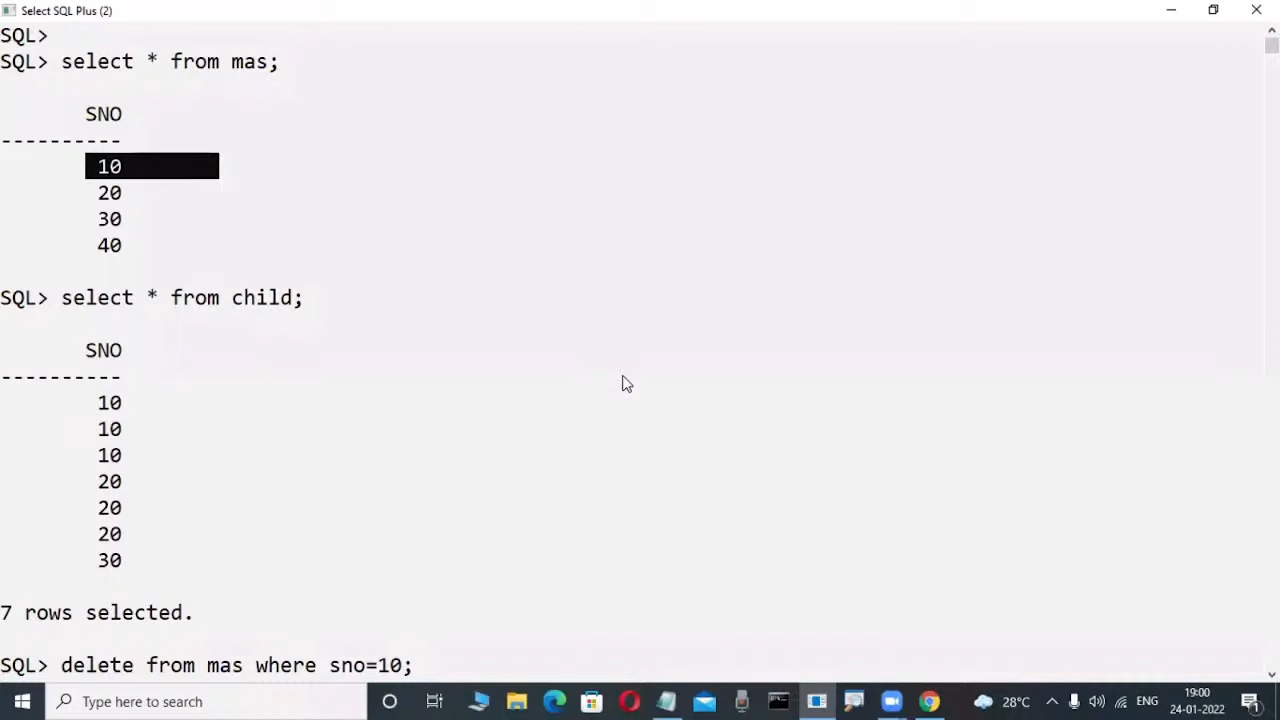 Select SQL Plus (2)
SQL>
SQL> select * from mas;
SNO
----------
10
20
30
40
SQL> select * from child;
SNO
----------
10
10
10
20
20
20
30
7 rows selected.
SQL> delete from mas where sno=10;
Type here to search
28°C
ENG
19:00
24-01-2022
1